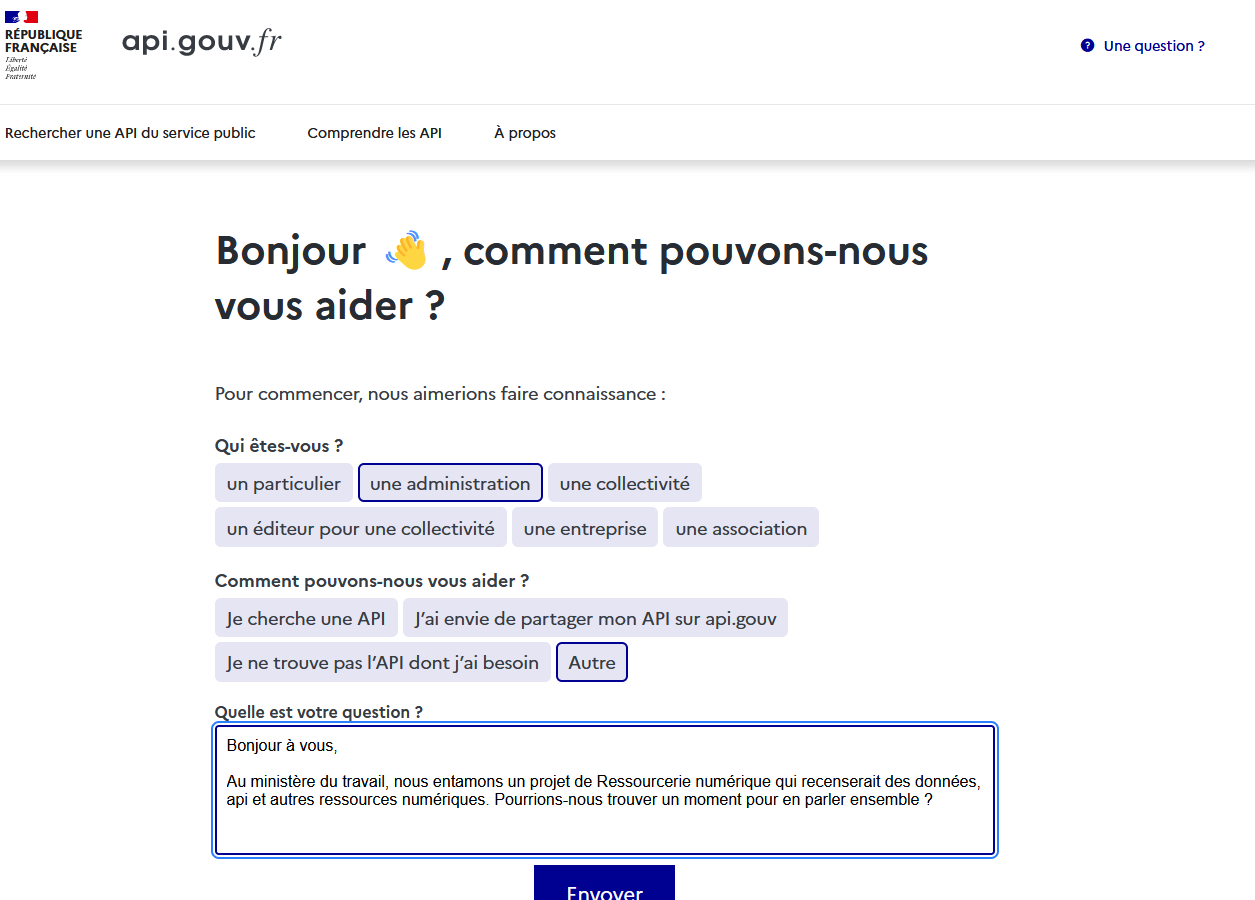 RÉPUBLIQUE
FRANÇAISE
Liberté
Égalité
Fraternité
api.gouv.fr
Une question ?
Rechercher une API du service public
Comprendre les API
À propos
Bonjour 👋 , comment pouvons-nous
vous aider ?
Pour commencer, nous aimerions faire connaissance :
Qui êtes-vous ?
un particulier
une administration
une collectivité
un éditeur pour une collectivité
une entreprise
une association
Comment pouvons-nous vous aider ?
Je cherche une API
J’ai envie de partager mon API sur api.gouv
Je ne trouve pas l’API dont j’ai besoin
Autre
Quelle est votre question ?
Bonjour à vous,
Au ministère du travail, nous entamons un projet de Ressourcerie numérique qui recenserait des données,
api et autres ressources numériques. Pourrions-nous trouver un moment pour en parler ensemble ?
Envoyer